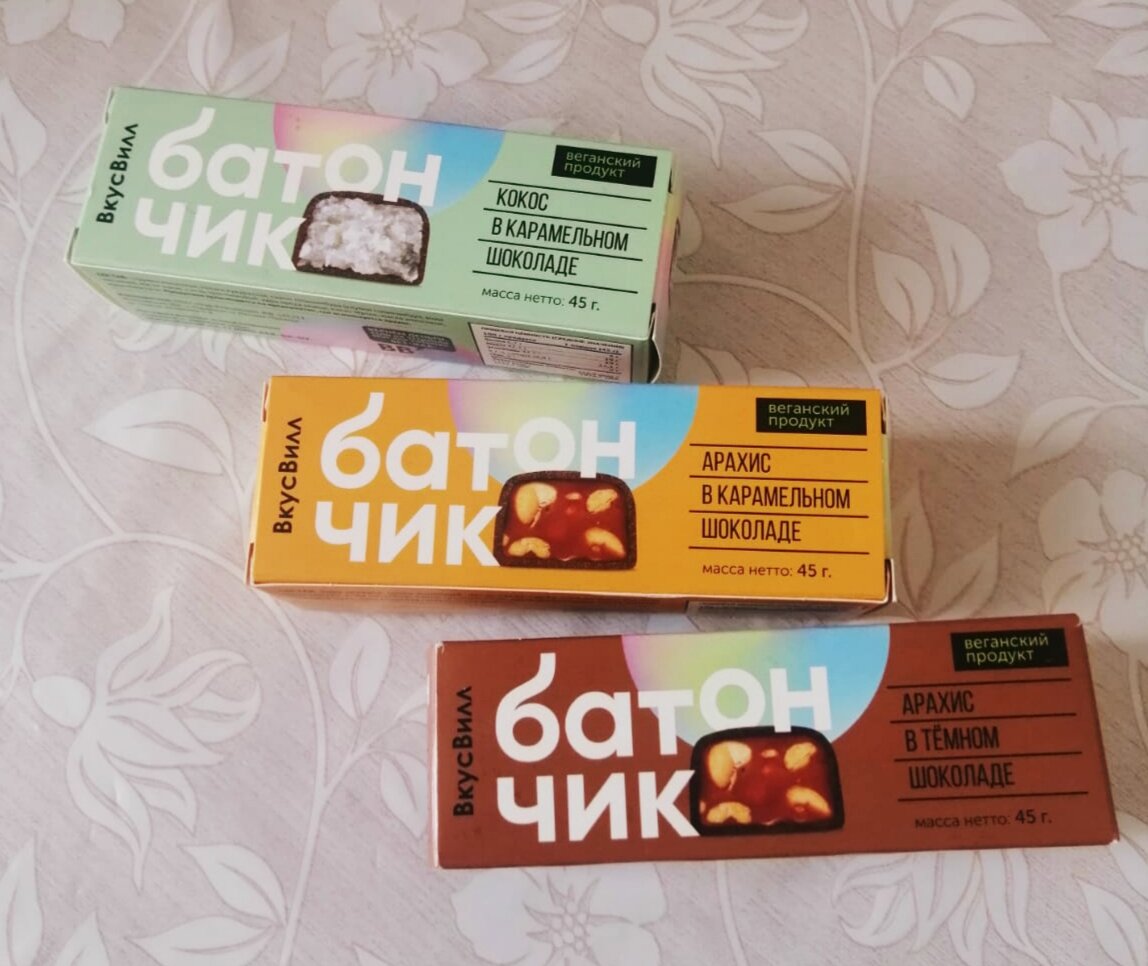 ВкусВилл
батон
чик
веганский
продукт
КОКОС
В КАРАМЕЛЬНОМ
ШОКОЛАДЕ
масса нетто: 45 г.
ВкусВилл
батон
чик
веганский
продукт
АРАХИС
В КАРАМЕЛЬНОМ
ШОКОЛАДЕ
масса нетто: 45 г.
ВкусВилл
батон
чик
веганский
продукт
АРАХИС
В ТЁМНОМ
ШОКОЛАДЕ
масса нетто: 45 г.